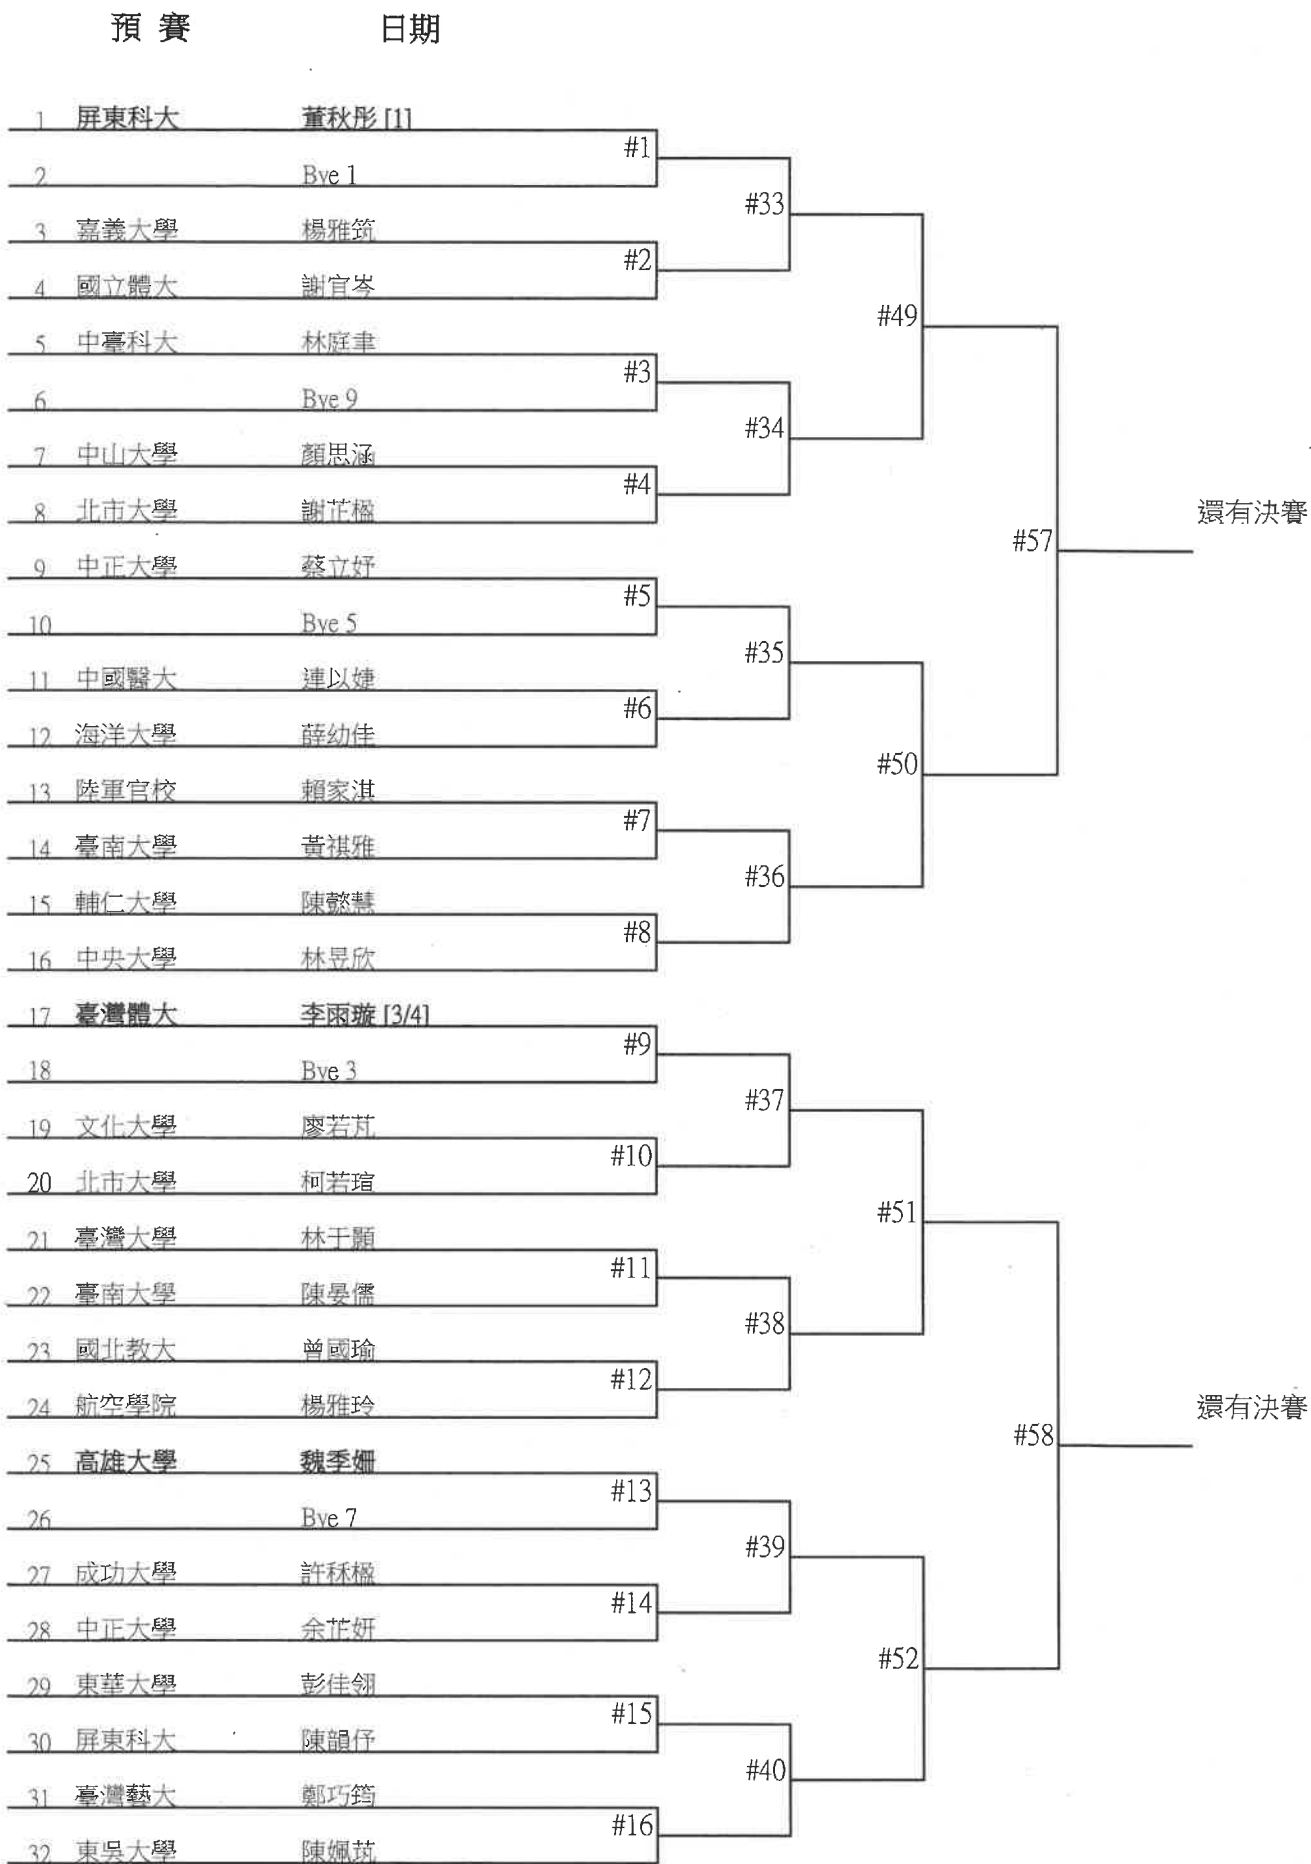 預 賽 日期
1 屏東科大 董秋彤 [1]
#1
2 Bye 1
#33
3 嘉義大學 楊雅筑
#2
4 國立體大 謝宜岑
#49
5 中臺科大 林庭聿
#3
6 Bye 9
#34
7 中山大學 顏思涵
#4
8 北市大學 謝芷楹
還有決賽
#57
9 中正大學 蔡立妤
#5
10 Bye 5
#35
11 中國醫大 連以婕
#6
12 海洋大學 薛幼佳
#50
13 陸軍官校 賴家淇
#7
14 臺南大學 黃祺雅
#36
15 輔仁大學 陳懿慧
#8
16 中央大學 林昱欣
17 臺灣體大 李雨璇 [3/4]
#9
18 Bye 3
#37
19 文化大學 廖若芃
#10
20 北市大學 柯若瑄
#51
21 臺灣大學 林于顥
#11
22 臺南大學 陳晏儒
#38
23 國北教大 曾國瑜
#12
24 航空學院 楊雅玲
還有決賽
#58
25 高雄大學 魏季姍
#13
26 Bye 7
#39
27 成功大學 許秝楹
#14
28 中正大學 余芷妍
#52
29 東華大學 彭佳翎
#15
30 屏東科大 陳韻伃
#40
31 臺灣藝大 鄭巧筠
#16
32 東吳大學 陳姵筑